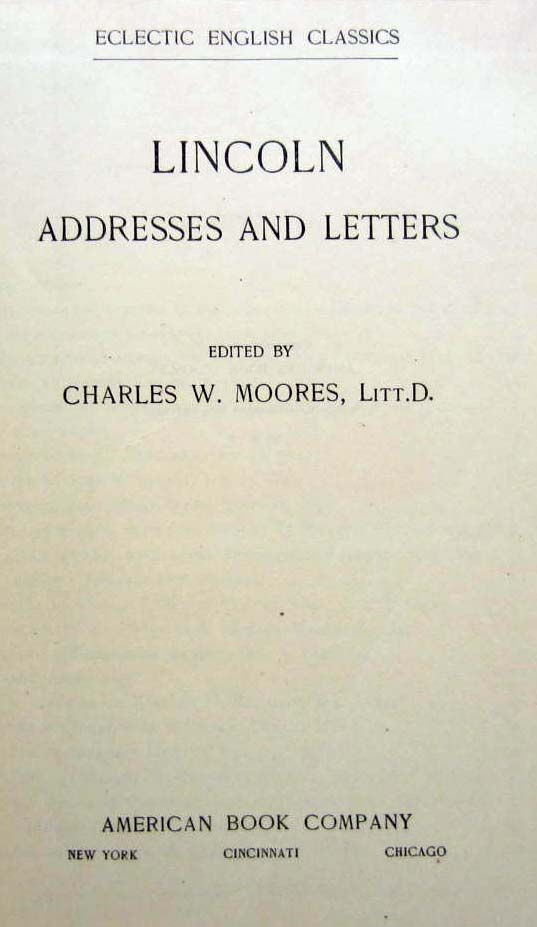 ECLECTIC ENGLISH CLASSICS
LINCOLN
ADDRESSES AND LETTERS
EDITED BY
CHARLES W. MOORES, LITT.D.
AMERICAN BOOK COMPANY
NEW YORK CINCINNATI CHICAGO